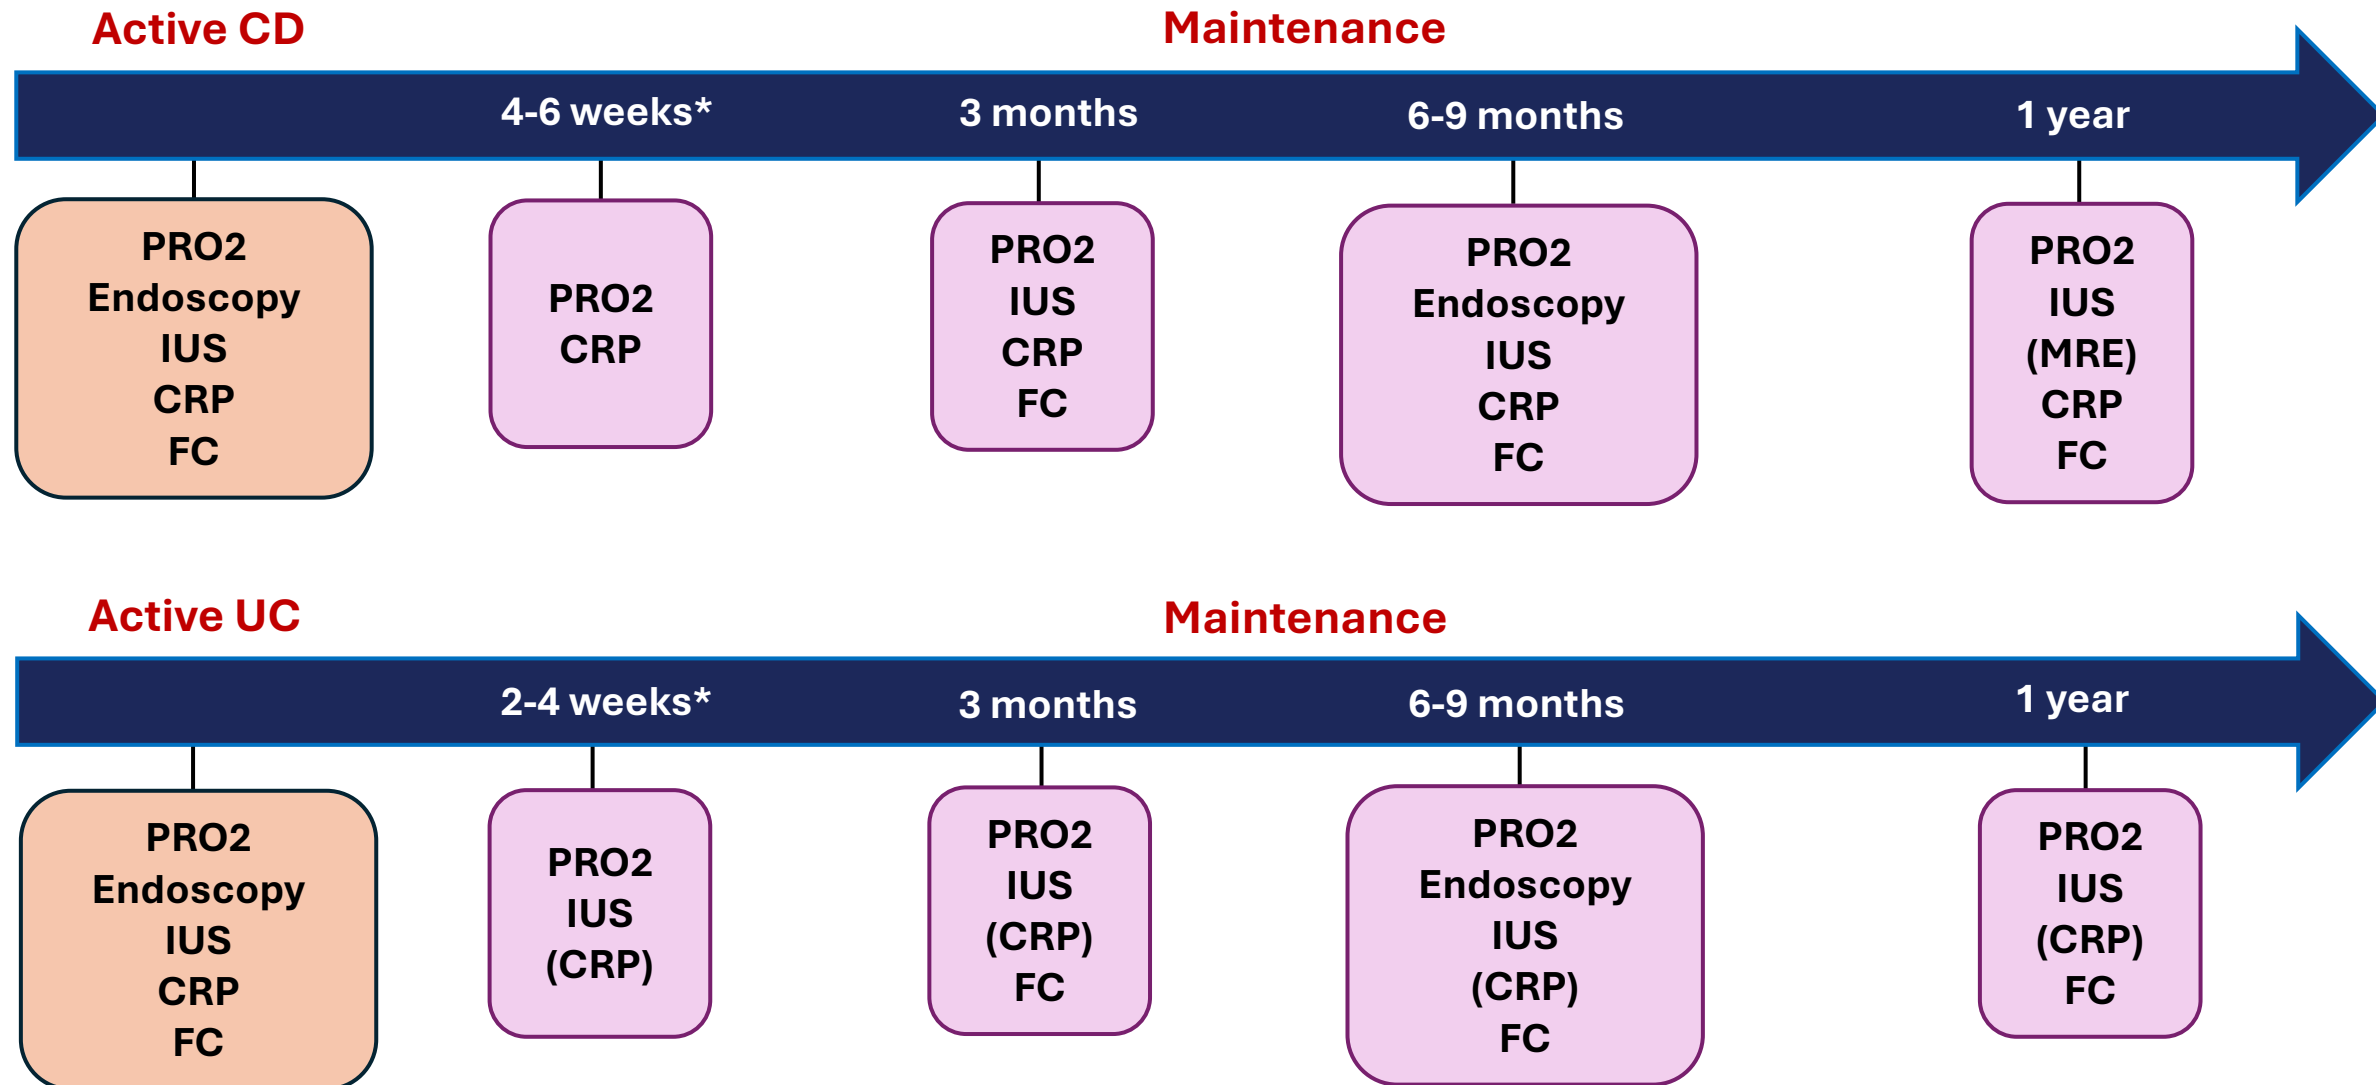 Active CD
Maintenance
4-6 weeks*
3 months
6-9 months
1 year
PRO2
Endoscopy
IUS
CRP
FC
PRO2
CRP
PRO2
IUS
CRP
FC
PRO2
Endoscopy
IUS
CRP
FC
PRO2
IUS
(MRE)
CRP
FC
Active UC
Maintenance
2-4 weeks*
3 months
6-9 months
1 year
PRO2
Endoscopy
IUS
CRP
FC
PRO2
IUS
(CRP)
PRO2
IUS
(CRP)
FC
PRO2
Endoscopy
IUS
(CRP)
FC
PRO2
IUS
(CRP)
FC